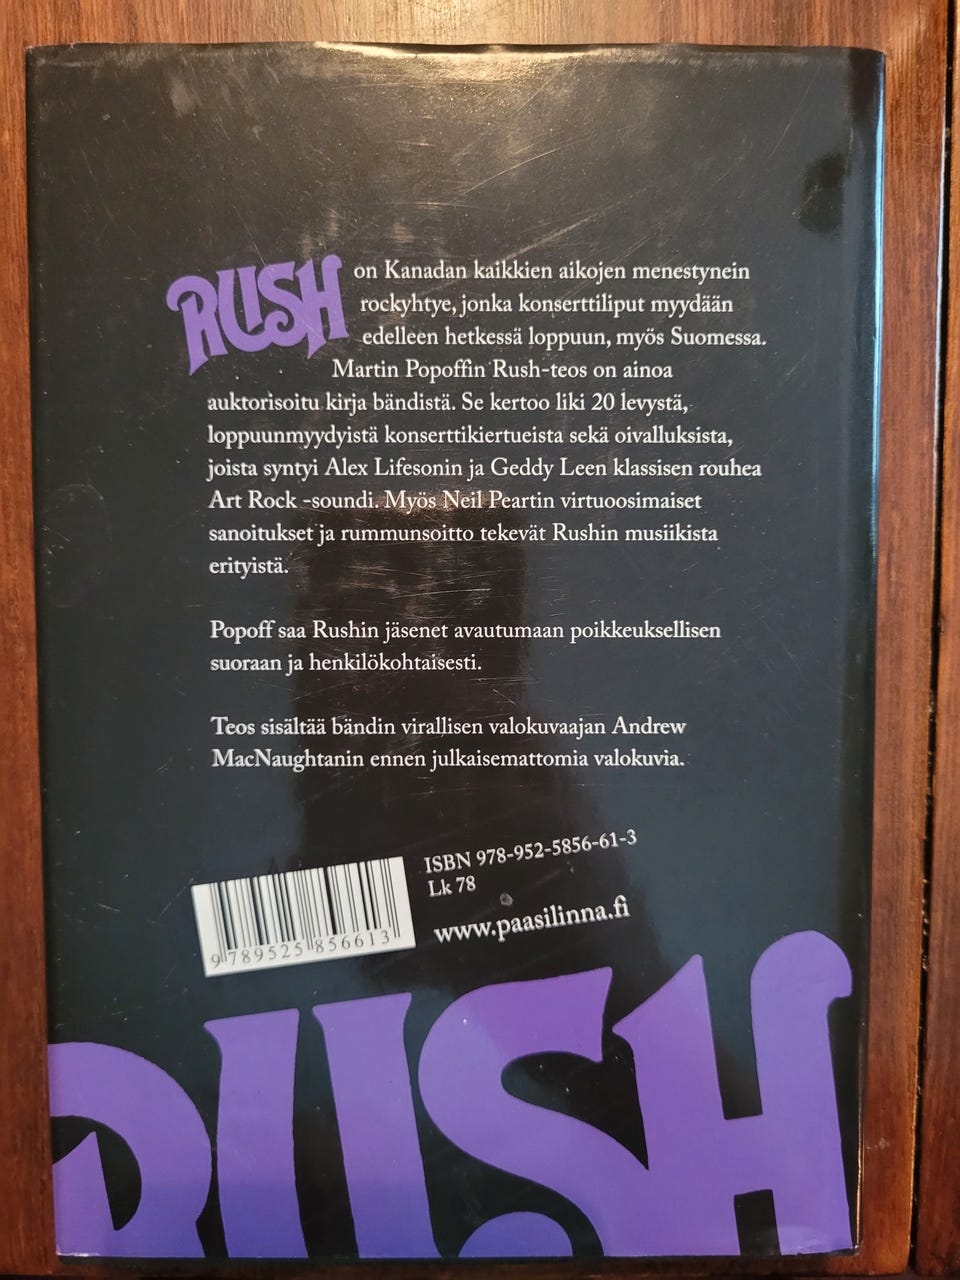 RUSH on Kanadan kaikkien aikojen menestynein
rockyhtye, jonka konserttiliput myydään
edelleen hetkessä loppuun, myös Suomessa.
Martin Popoffin Rush-teos on ainoa
auktorisoitu kirja bändistä. Se kertoo liki 20 levystä,
loppuunmyydyistä konserttikiertueista sekä oivalluksista,
joista syntyi Alex Lifesonin ja Geddy Leen klassisen rouhea
Art Rock -soundi. Myös Neil Peartin virtuoosimaiset
sanoitukset ja rummunsoitto tekevät Rushin musiikista
erityistä.
Popoff saa Rushin jäsenet avautumaan poikkeuksellisen
suoraan ja henkilökohtaisesti.
Teos sisältää bändin virallisen valokuvaajan Andrew
MacNaughtanin ennen julkaisemattomia valokuvia.
ISBN 978-952-5856-61-3
Lk 78
www.paasilinna.fi
9 789525 856613
RUSH